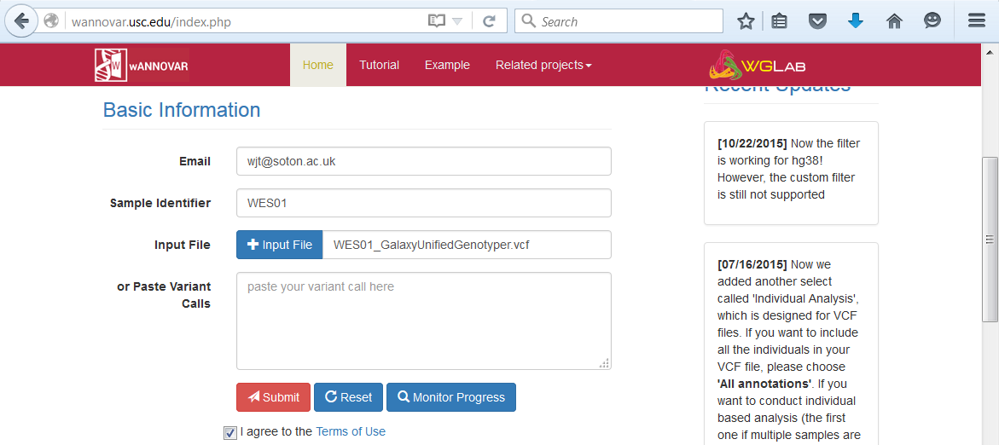 wannovar.usc.edu/index.php
Search
W
wANNOVAR
Home
Tutorial
Example
Related projects
WGLAB
Recent Updates
Basic Information
Email
wjt@soton.ac.uk
Sample Identifier
WES01
Input File
Input File
WES01_GalaxyUnifiedGenotyper.vcf
or Paste Variant
Calls
paste your variant call here
Submit
Reset
Monitor Progress
I agree to the Terms of Use
[10/22/2015] Now the filter
is working for hg38!
However, the custom filter
is still not supported
[07/16/2015] Now we
added another select
called 'Individual Analysis',
which is designed for VCF
files. If you want to include
all the individuals in your
VCF file, please choose
'All annotations'. If you
want to conduct individual
based analysis (the first
one if multiple samples are